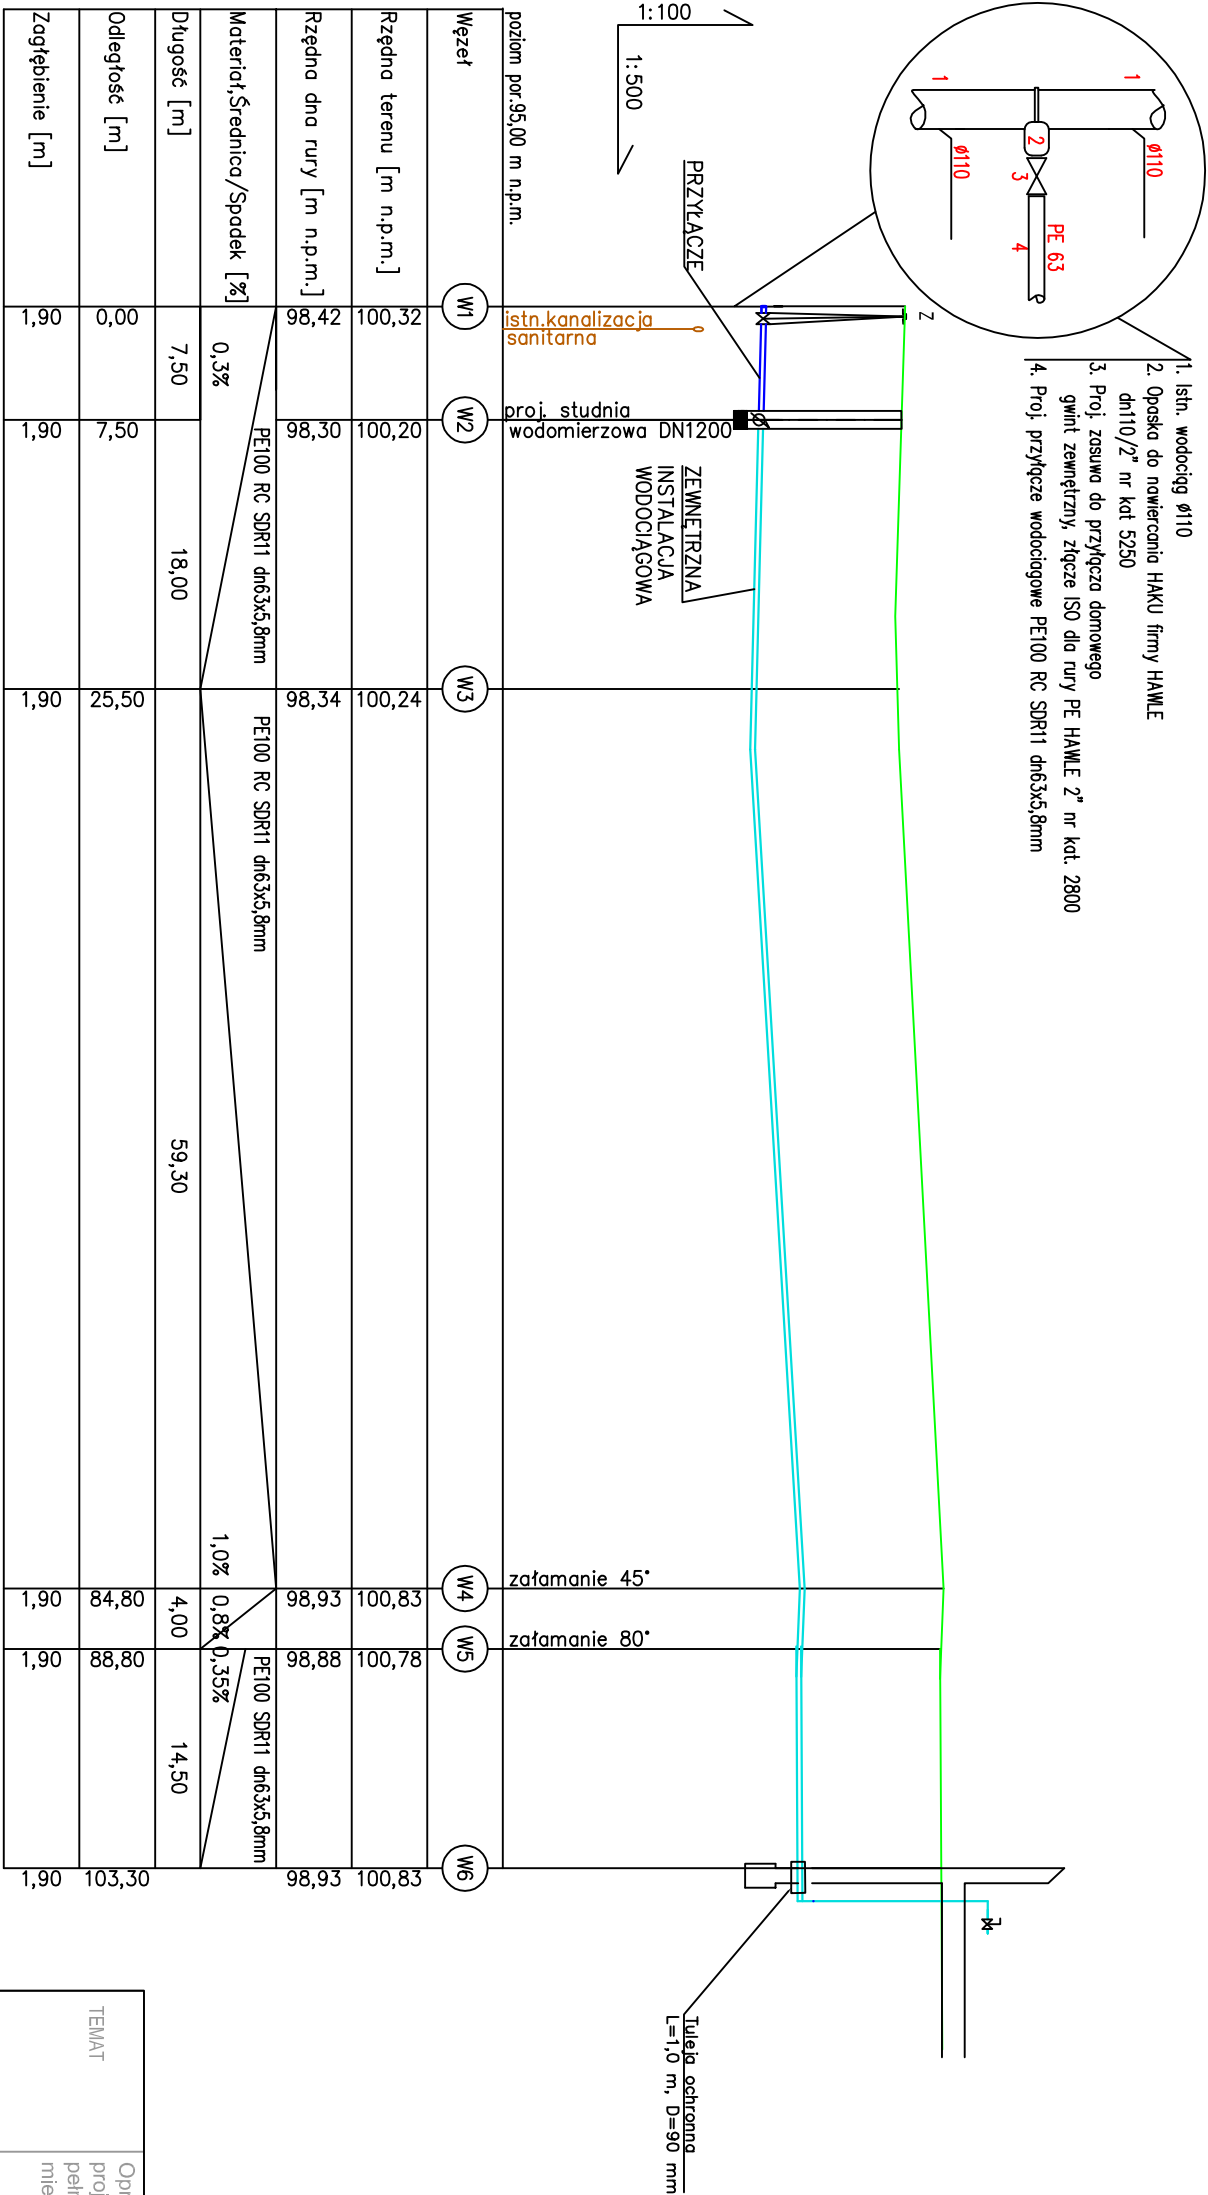 1
1
ø110
ø110
2
3
PE 63
4
1. Istn. wodociąg ø110
2. Opaska do nawiercania HAKU firmy HAWLE
dn110/2" nr kat 5250
3. Proj. zasuwa do przyłącza domowego
gwint zewnętrzny, złącze ISO dla rury PE HAWLE 2" nr kat. 2800
4. Proj. przyłącze wodociągowe PE100 RC SDR11 dn63x5,8mm
1:100
1:500
Z
PRZYŁĄCZE
ZEWNĘTRZNA
INSTALACJA
WODOCIĄGOWA
Tuleja ochronna
L=1,0 m, D=90 mm
istn.kanalizacja
sanitarna
proj. studnia
wodomierzowa DN1200
załamanie 45°
załamanie 80°
poziom por.95,00 m n.p.m.
Węzeł
W1
W2
W3
W4
W5
W6
Rzędna terenu [m n.p.m.]
100,32
100,20
100,24
100,83
100,78
100,83
Rzędna dna rury [m n.p.m.]
98,42
98,30
98,34
98,93
98,88
98,93
Materiał,Średnica/Spadek [%]
0,3%
PE100 RC SDR11 dn63x5,8mm
PE100 RC SDR11 dn63x5,8mm
1,0%
0,8%
0,35%
PE100 SDR11 dn63x5,8mm
Długość [m]
7,50
18,00
59,30
4,00
14,50
Odległość [m]
0,00
7,50
25,50
84,80
88,80
103,30
Zagłębienie [m]
1,90
1,90
1,90
1,90
1,90
1,90
TEMAT
Opr
proj
pełn
mie